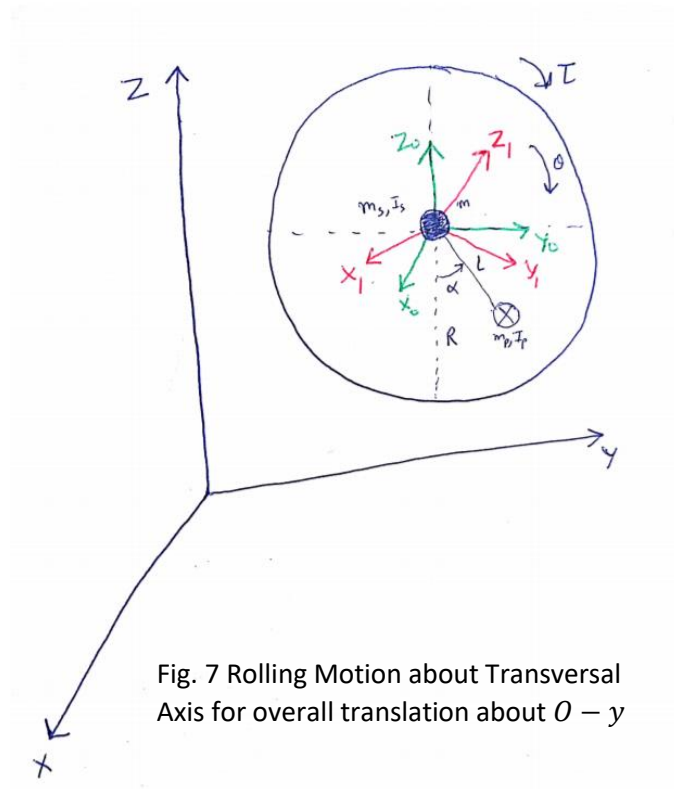 Z
τ
Z₀
Z₁
θ
mₛ, Iₛ
m
y₀
X₁
X₀
y₁
α
L
R
mₚ, Iₚ
y
X
Fig. 7 Rolling Motion about Transversal
Axis for overall translation about O − y